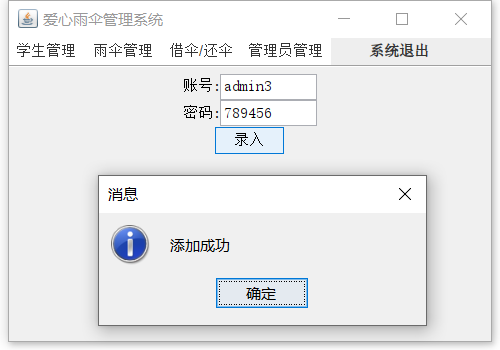 爱心雨伞管理系统
学生管理 雨伞管理 借伞/还伞 管理员管理 系统退出
账号: admin3
密码: 789456
录入
消息
添加成功
确定